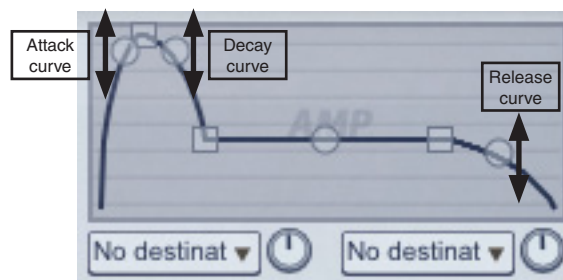 Attack
curve
Decay
curve
Release
curve
AMP
No destinat
No destinat